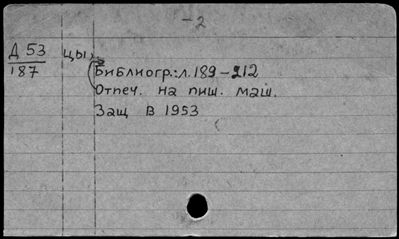 - 2
Д 53 цы,
187 Библиогр.: л. 189-212
Отпеч. на пиш. маш.
Защ в 1953